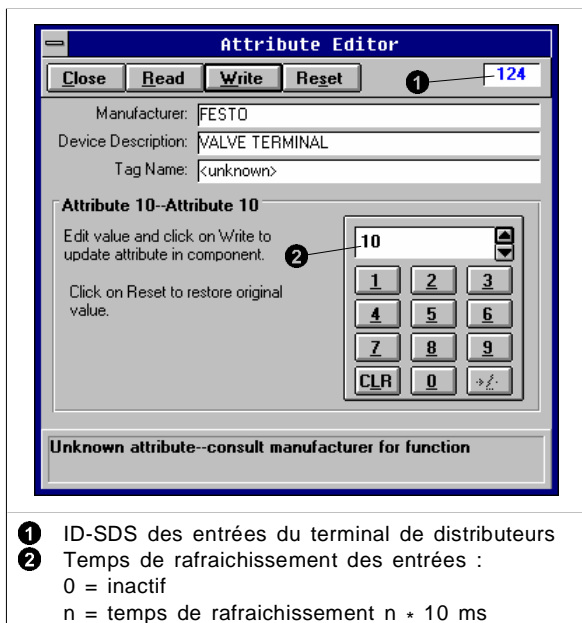 Attribute Editor
Close Read Write Reset 1 124
Manufacturer: FESTO
Device Description: VALVE TERMINAL
Tag Name: <unknown>
Attribute 10--Attribute 10
Edit value and click on Write to
update attribute in component.
2 10
Click on Reset to restore original
value.
1 2 3
4 5 6
7 8 9
CLR 0
Unknown attribute--consult manufacturer for function
1 ID-SDS des entrées du terminal de distributeurs
2 Temps de rafraichissement des entrées :
0 = inactif
n = temps de rafraichissement n * 10 ms